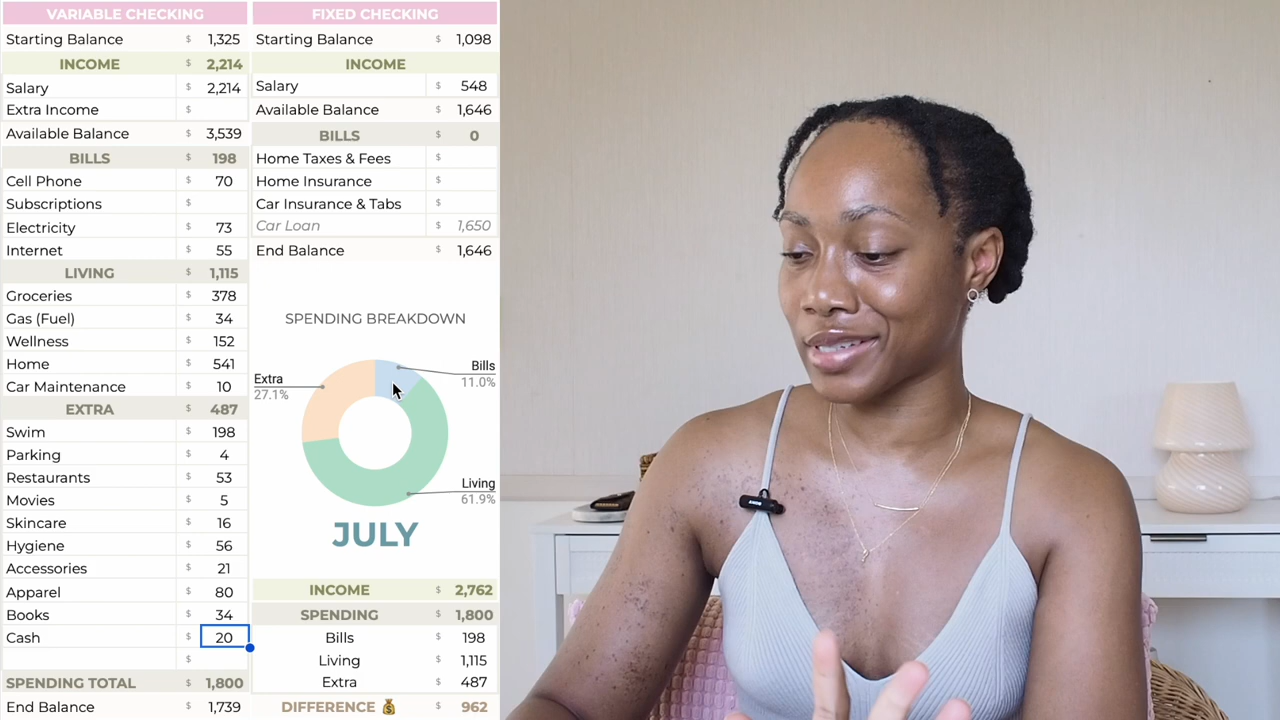 VARIABLE CHECKING
Starting Balance $ 1,325
INCOME $ 2,214
Salary $ 2,214
Extra Income $
Available Balance $ 3,539
BILLS $ 198
Cell Phone $ 70
Subscriptions $
Electricity $ 73
Internet $ 55
LIVING $ 1,115
Groceries $ 378
Gas (Fuel) $ 34
Wellness $ 152
Home $ 541
Car Maintenance $ 10
EXTRA $ 487
Swim $ 198
Parking $ 4
Restaurants $ 53
Movies $ 5
Skincare $ 16
Hygiene $ 56
Accessories $ 21
Apparel $ 80
Books $ 34
Cash $ 20
$
SPENDING TOTAL $ 1,800
End Balance $ 1,739
FIXED CHECKING
Starting Balance $ 1,098
INCOME
Salary $ 548
Available Balance $ 1,646
BILLS $ 0
Home Taxes & Fees $
Home Insurance $
Car Insurance & Tabs $
Car Loan $ 1,650
End Balance $ 1,646
SPENDING BREAKDOWN
Bills
11.0%
Extra
27.1%
Living
61.9%
JULY
INCOME $ 2,762
SPENDING $ 1,800
Bills $ 198
Living $ 1,115
Extra $ 487
DIFFERENCE 💰 $ 962